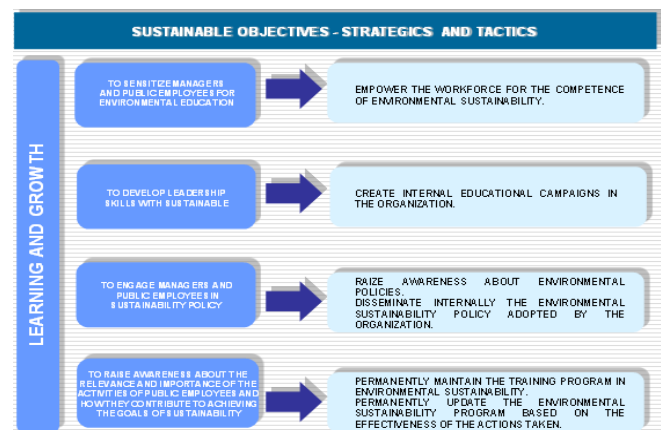 SUSTAINABLE OBJECTIVES - STRATEGICS AND TACTICS
LEARNING AND GROWTH
TO SENSITIZE MANAGERS
AND PUBLIC EMPLOYEES FOR
ENVIRONMENTAL EDUCATION
EMPOWER THE WORKFORCE FOR THE COMPETENCE
OF ENVIRONMENTAL SUSTAINABILITY.
TO DEVELOP LEADERSHIP
SKILLS WITH SUSTAINABLE
CREATE INTERNAL EDUCATIONAL CAMPAIGNS IN
THE ORGANIZATION.
TO ENGAGE MANAGERS AND
PUBLIC EMPLOYEES IN
SUSTAINABILITY POLICY
RAIZE AWARENESS ABOUT ENVIRONMENTAL
POLICIES.
DISSEMINATE INTERNALLY THE ENVIRONMENTAL
SUSTAINABILITY POLICY ADOPTED BY THE
ORGANIZATION.
TO RAISE AWARENESS ABOUT THE
RELEVANCE AND IMPORTANCE OF THE
ACTIVITIES OF PUBLIC EMPLOYEES AND
HOW THEY CONTRIBUTE TO ACHIEVING
THE GOALS OF SUSTAINABILITY
PERMANENTLY MAINTAIN THE TRAINING PROGRAM IN
ENVIRONMENTAL SUSTAINABILITY.
PERMANENTLY UPDATE THE ENVIRONMENTAL
SUSTAINABILITY PROGRAM BASED ON THE
EFFECTIVENESS OF THE ACTIONS TAKEN.